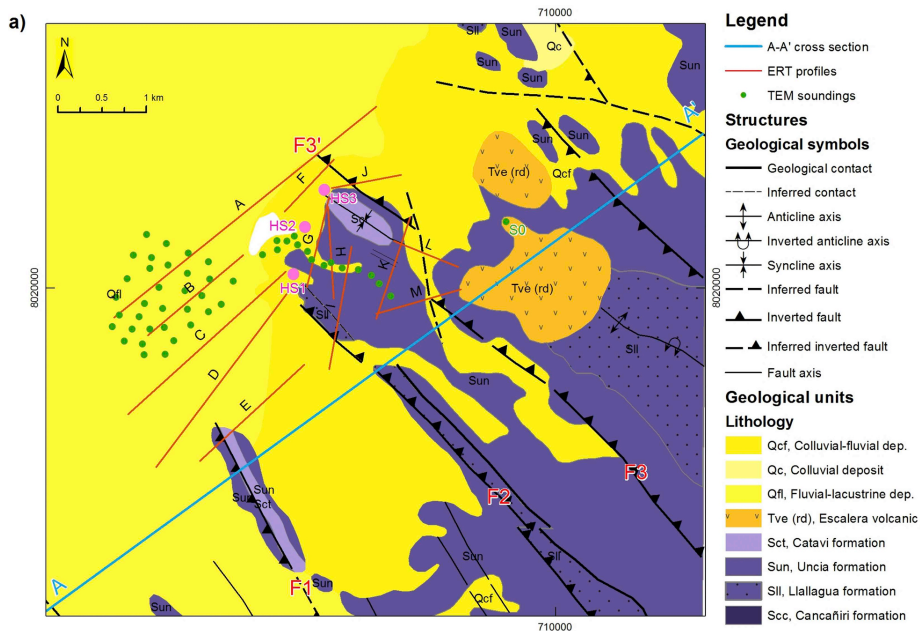 a)
710000
N
0 0.5 1 km
8020000
8020000
Sll
Sun
Qc
Sun
Sun
Sun
Sun
Sun
Sun
Qcf
A'
Tve (rd)
F3'
F
J
A
HS3
Sct
HS2
G
H
L
K
S0
Tve (rd)
Qfl
B
HS1
M
I
Sll
C
Sll
D
E
Sun
F3
F2
Sun
Sun
Sct
Sun
Sll
A
F1
Sun
Sun
Qcf
710000
Legend
A-A' cross section
ERT profiles
TEM soundings
Structures
Geological symbols
Geological contact
Inferred contact
Anticline axis
Inverted anticline axis
Syncline axis
Inferred fault
Inverted fault
Inferred inverted fault
Fault axis
Geological units
Lithology
Qcf, Colluvial-fluvial dep.
Qc, Colluvial deposit
Qfl, Fluvial-lacustrine dep.
Tve (rd), Escalera volcanic
Sct, Catavi formation
Sun, Uncia formation
Sll, Llallagua formation
Scc, Cancañiri formation